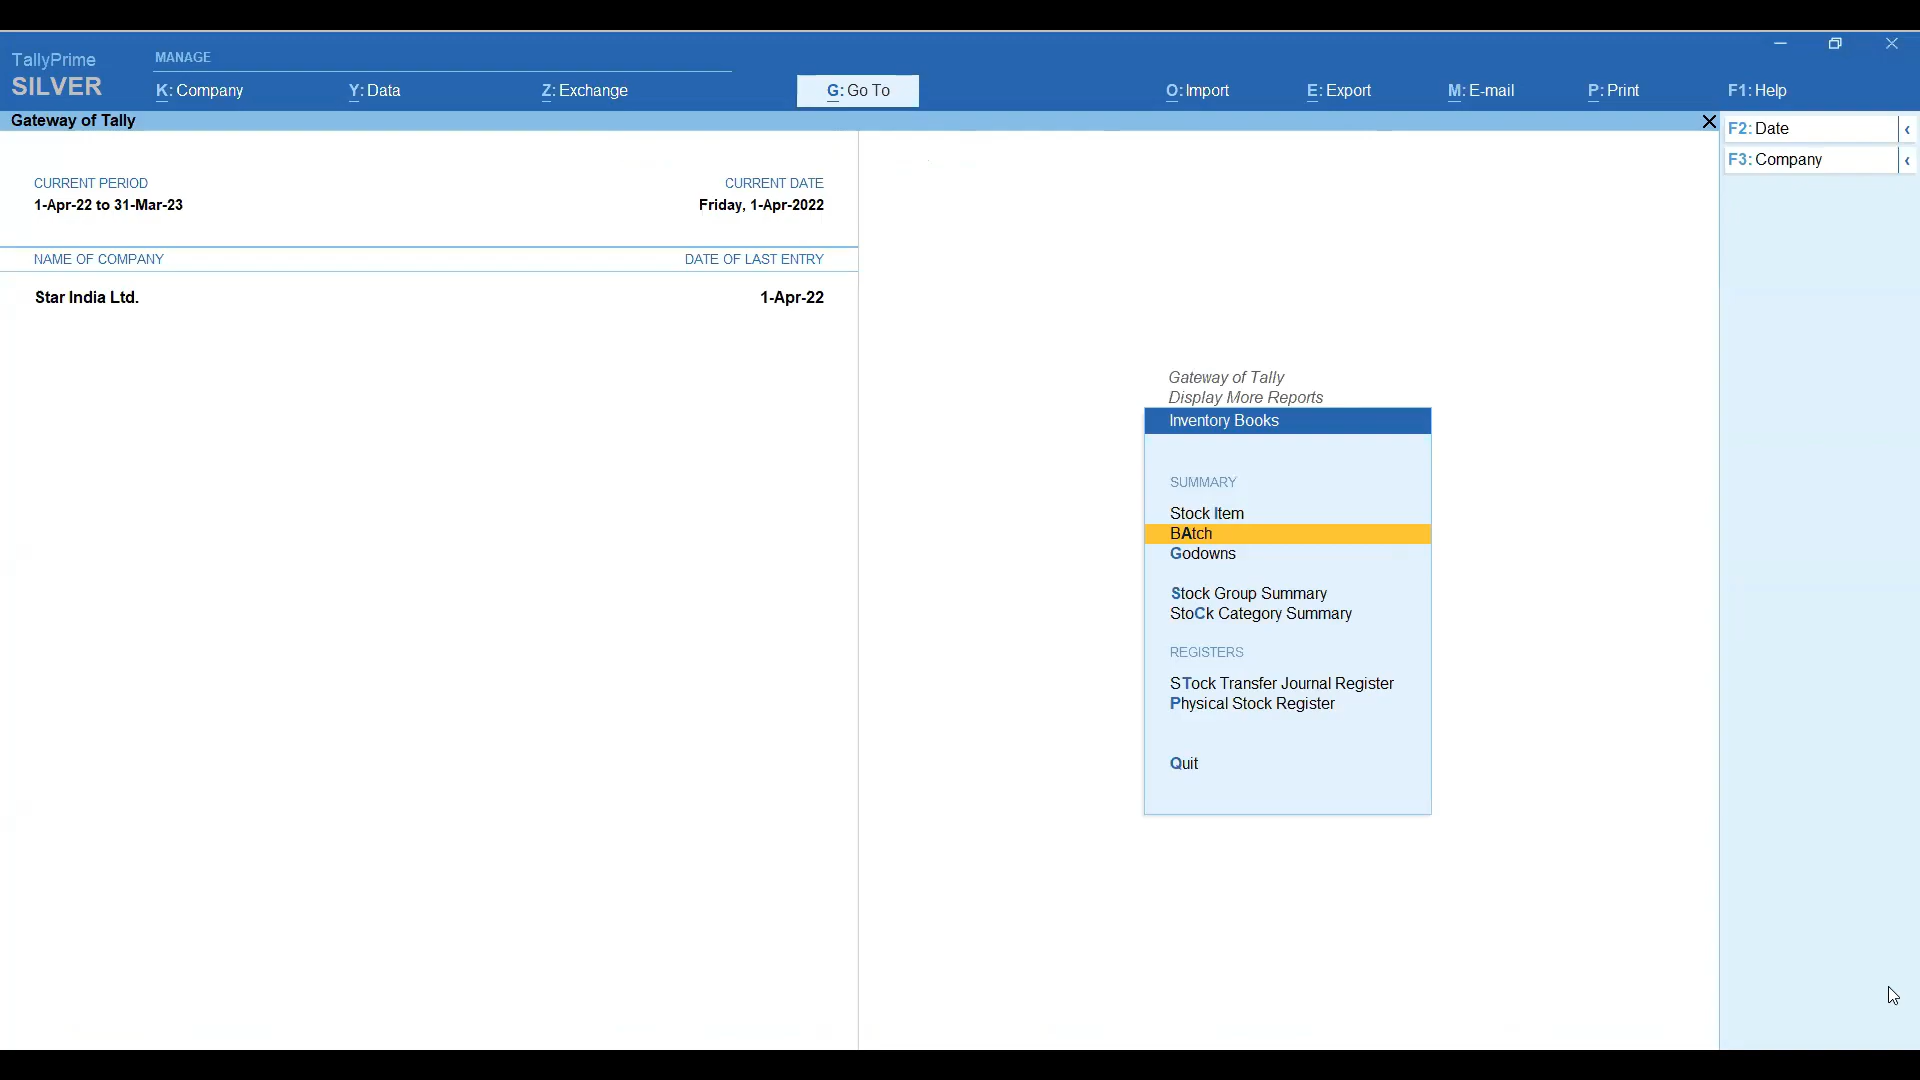 TallyPrime
SILVER
MANAGE
K: Company
Y: Data
Z: Exchange
G: Go To
O: Import
E: Export
M: E-mail
P: Print
F1: Help
Gateway of Tally
F2: Date
F3: Company
CURRENT PERIOD
CURRENT DATE
1-Apr-22 to 31-Mar-23
Friday, 1-Apr-2022
NAME OF COMPANY
DATE OF LAST ENTRY
Star India Ltd.
1-Apr-22
Gateway of Tally
Display More Reports
Inventory Books
SUMMARY
Stock Item
BAtch
Godowns
Stock Group Summary
StoCk Category Summary
REGISTERS
STock Transfer Journal Register
Physical Stock Register
Quit